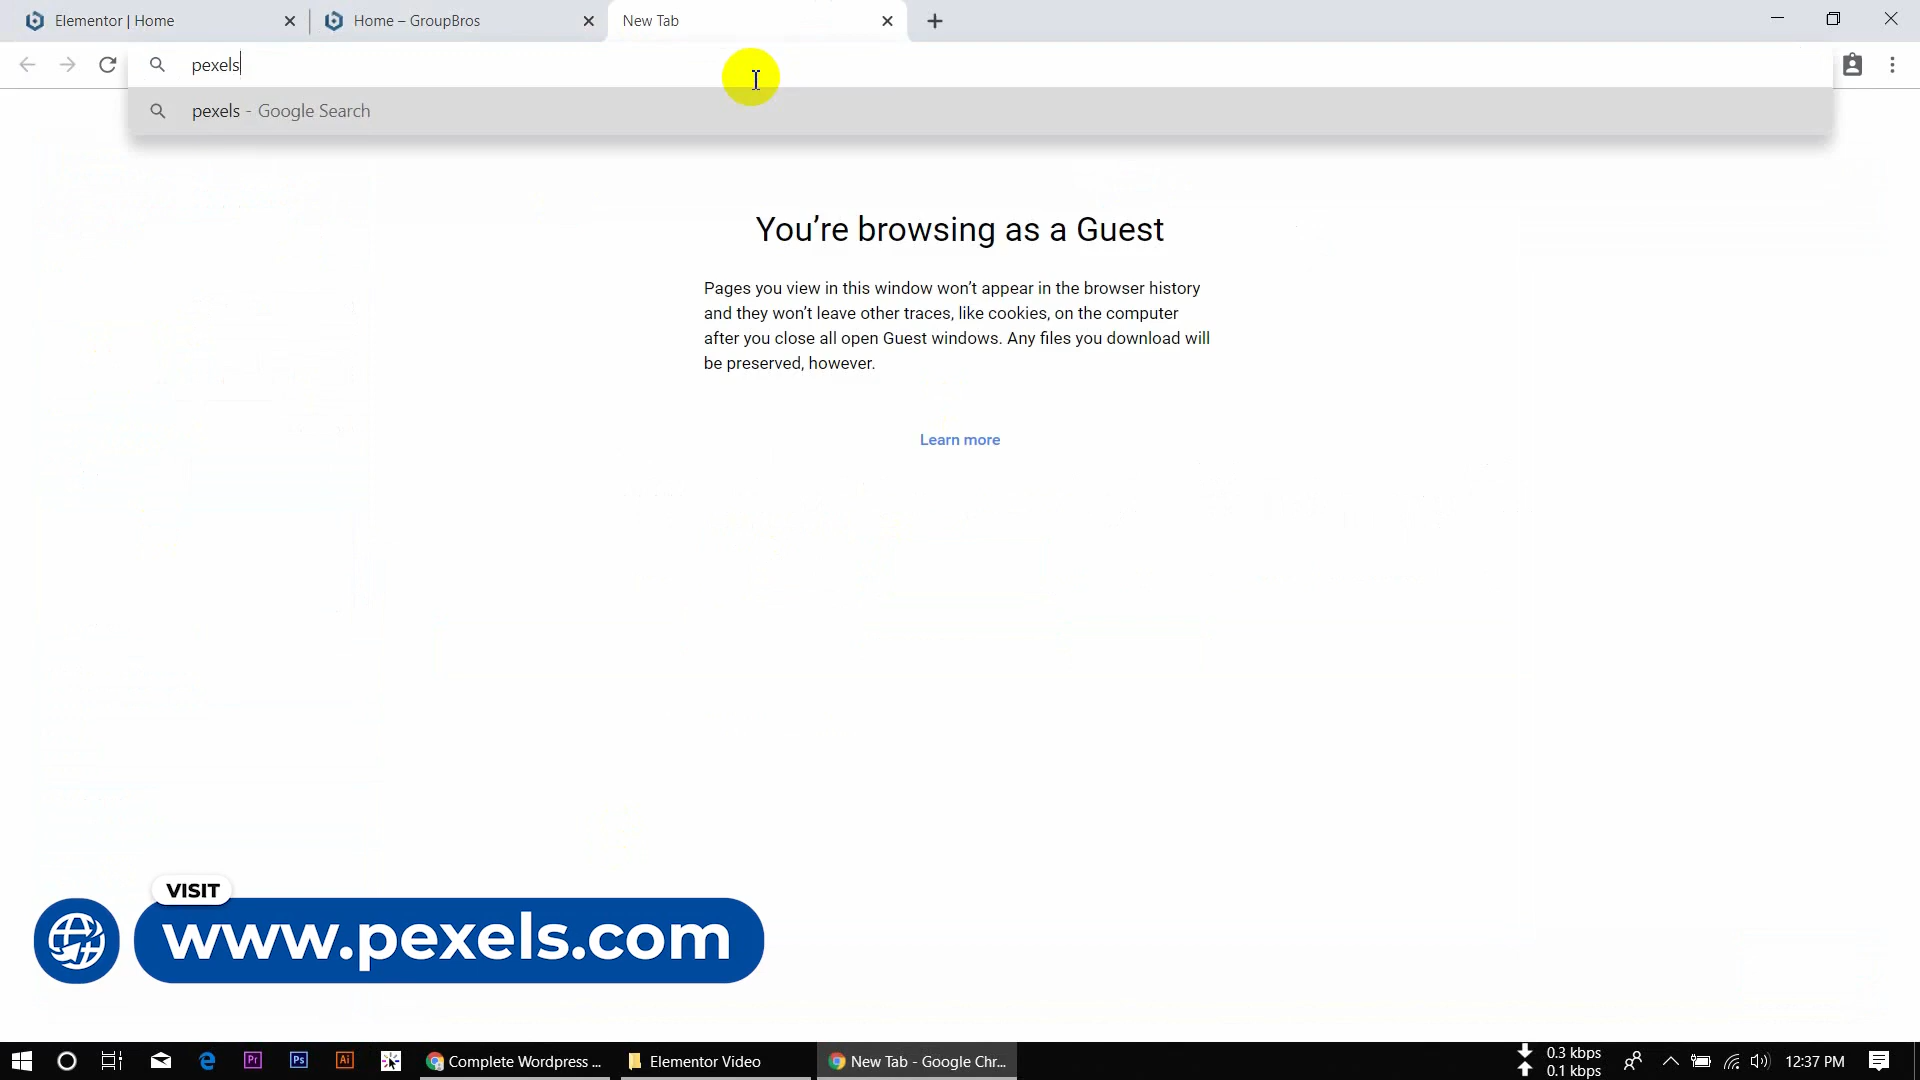 Elementor | Home
Home – GroupBros
New Tab
pexels
pexels - Google Search
You're browsing as a Guest
Pages you view in this window won't appear in the browser history
and they won't leave other traces, like cookies, on the computer
after you close all open Guest windows. Any files you download will
be preserved, however.
Learn more
VISIT
www.pexels.com
Pr
Ps
Ai
Complete Wordpress ...
Elementor Video
New Tab - Google Chr...
0.3 kbps
0.1 kbps
12:37 PM